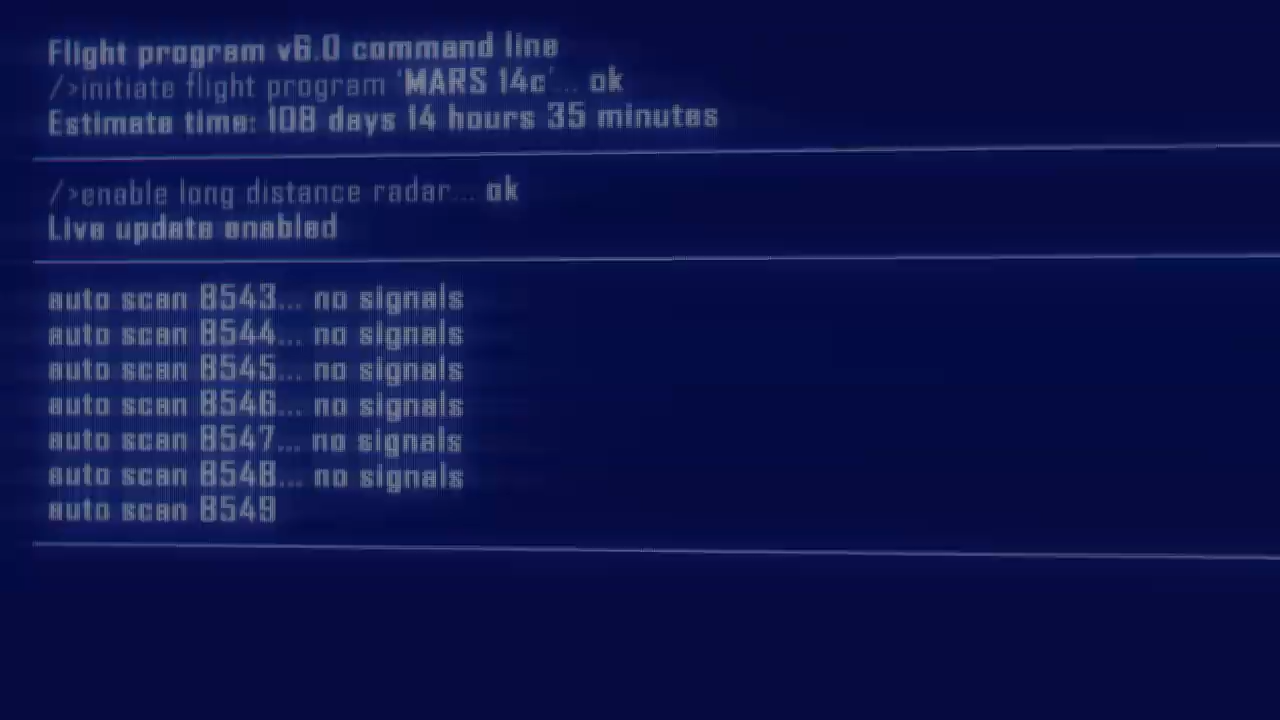 Flight program v6.0 command line
/>initiate flight program 'MARS 14c'... ok
Estimate time: 108 days 14 hours 35 minutes
/>enable long distance radar... ok
Live update enabled
auto scan 8543... no signals
auto scan 8544... no signals
auto scan 8545... no signals
auto scan 8546... no signals
auto scan 8547... no signals
auto scan 8548... no signals
auto scan 8549